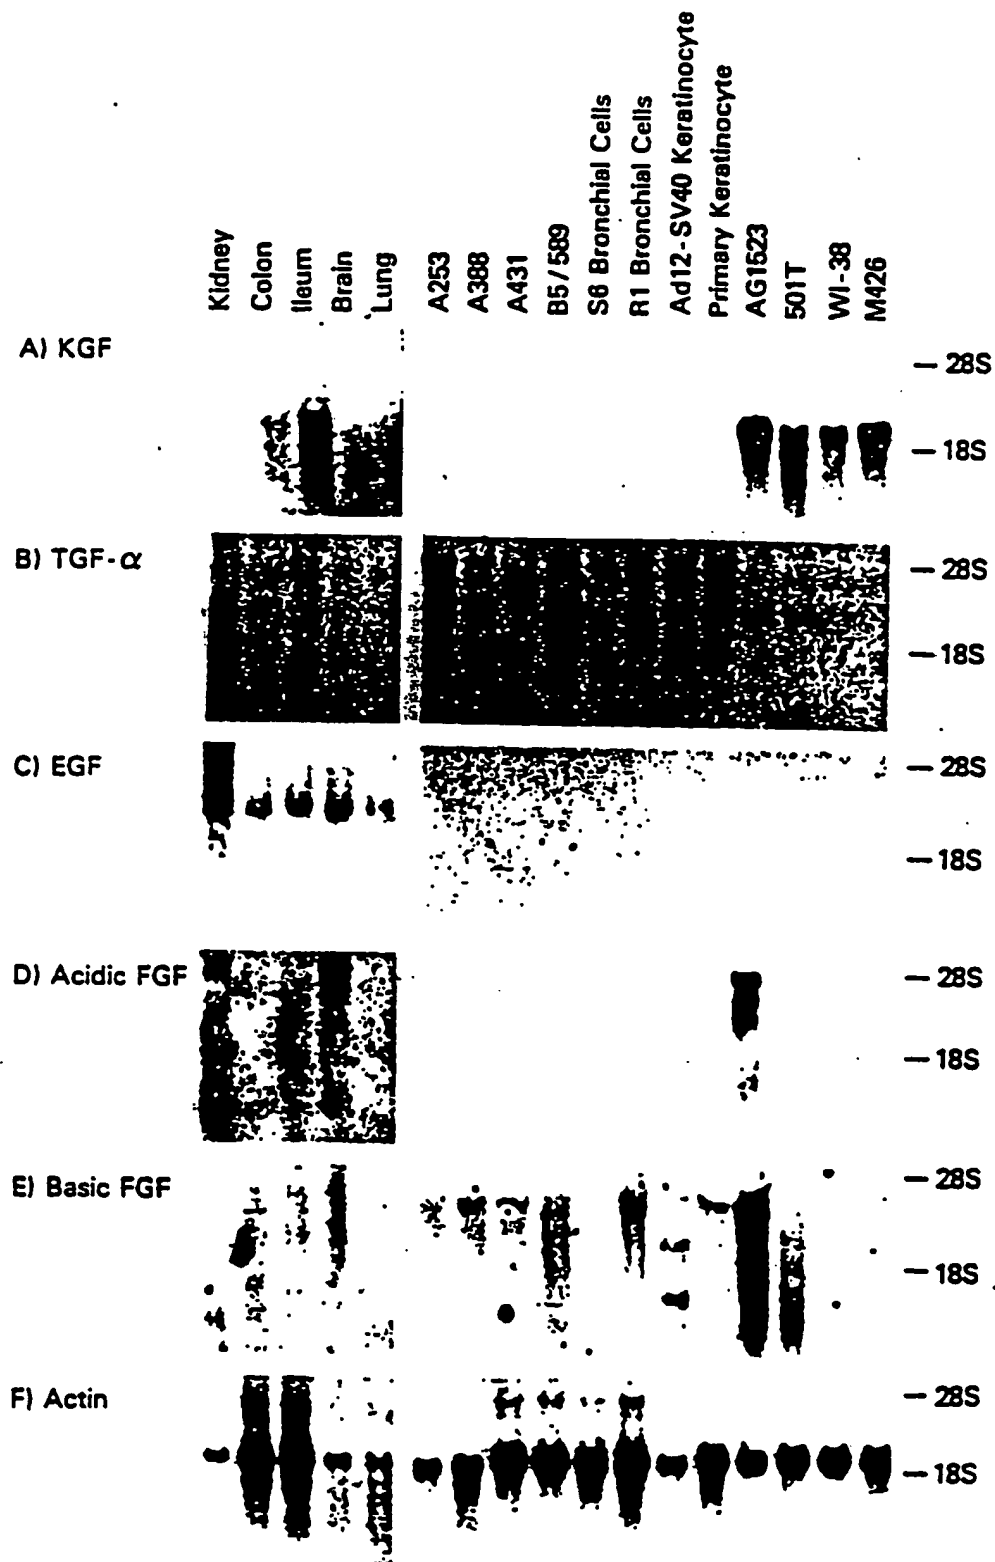 Kidney
Colon
Ileum
Brain
Lung
A253
A388
A431
B5/589
S6 Bronchial Cells
R1 Bronchial Cells
Ad12-SV40 Keratinocyte
Primary Keratinocyte
AG1523
501T
WI-38
M426
A) KGF
28S
18S
B) TGF-α
28S
18S
C) EGF
28S
18S
D) Acidic FGF
28S
18S
E) Basic FGF
28S
18S
F) Actin
28S
18S